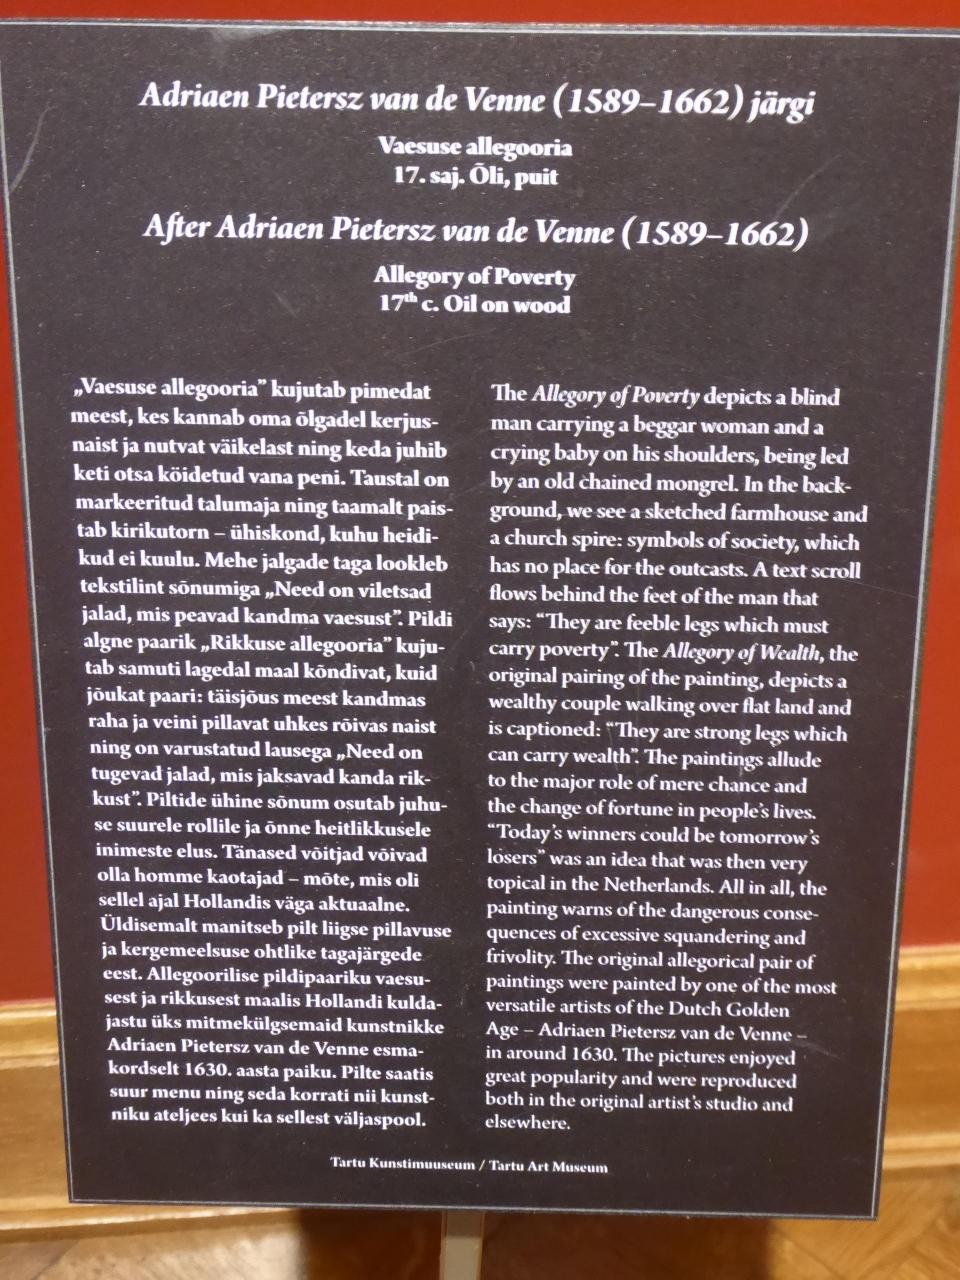 Adriaen Pietersz van de Venne (1589–1662) järgi
Vaesuse allegooria
17. saj. Õli, puit
After Adriaen Pietersz van de Venne (1589–1662)
Allegory of Poverty
17th c. Oil on wood
„Vaesuse allegooria” kujutab pimedat
meest, kes kannab oma õlgadel kerjus-
naist ja nutvat väikelast ning keda juhib
keti otsa köidetud vana peni. Taustal on
markeeritud talumaja ning taamalt pais-
tab kirikutorn – ühiskond, kuhu heidi-
kud ei kuulu. Mehe jalgade taga lookleb
tekstilint sõnumiga „Need on viletsad
jalad, mis peavad kandma vaesust”. Pildi
algne paarik „Rikkuse allegooria” kuju-
tab samuti lagedal maal kõndivat, kuid
jõukat paari: täisjõus meest kandmas
raha ja veini pillavat uhkes rõivas naist
ning on varustatud lausega „Need on
tugevad jalad, mis jaksavad kanda rik-
kust”. Piltide ühine sõnum osutab juhu-
se suurele rollile ja õnne heitlikkusele
inimeste elus. Tänased võitjad võivad
olla homme kaotajad – mõte, mis oli
sellel ajal Hollandis väga aktuaalne.
Üldisemalt manitseb pilt liigse pillavuse
ja kergemeelsuse ohtlike tagajärgede
eest. Allegoorilise pildipaariku vaesu-
sest ja rikkusest maalis Hollandi kulda-
jastu üks mitmekülgsemaid kunstnikke
Adriaen Pietersz van de Venne esma-
kordselt 1630. aasta paiku. Pilte saatis
suur menu ning seda korrati nii kunst-
niku ateljees kui ka sellest väljaspool.
The Allegory of Poverty depicts a blind
man carrying a beggar woman and a
crying baby on his shoulders, being led
by an old chained mongrel. In the back-
ground, we see a sketched farmhouse and
a church spire: symbols of society, which
has no place for the outcasts. A text scroll
flows behind the feet of the man that
says: “They are feeble legs which must
carry poverty”. The Allegory of Wealth, the
original pairing of the painting, depicts a
wealthy couple walking over flat land and
is captioned: “They are strong legs which
can carry wealth”. The paintings allude
to the major role of mere chance and
the change of fortune in people’s lives.
“Today’s winners could be tomorrow’s
losers” was an idea that was then very
topical in the Netherlands. All in all, the
painting warns of the dangerous conse-
quences of excessive squandering and
frivolity. The original allegorical pair of
paintings were painted by one of the most
versatile artists of the Dutch Golden
Age – Adriaen Pietersz van de Venne –
in around 1630. The pictures enjoyed
great popularity and were reproduced
both in the original artist’s studio and
elsewhere.
Tartu Kunstimuuseum / Tartu Art Museum